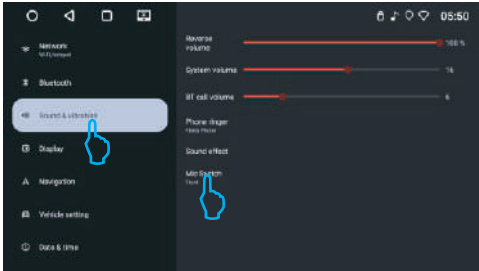 05:50
Network
Wi-Fi,hotspot
Bluetooth
Sound & vibration
Display
Navigation
Vehicle setting
Date & time
Reverse
volume
100 %
System volume
16
BT call volume
6
Phone ringer
Sound effect
Mic Switch